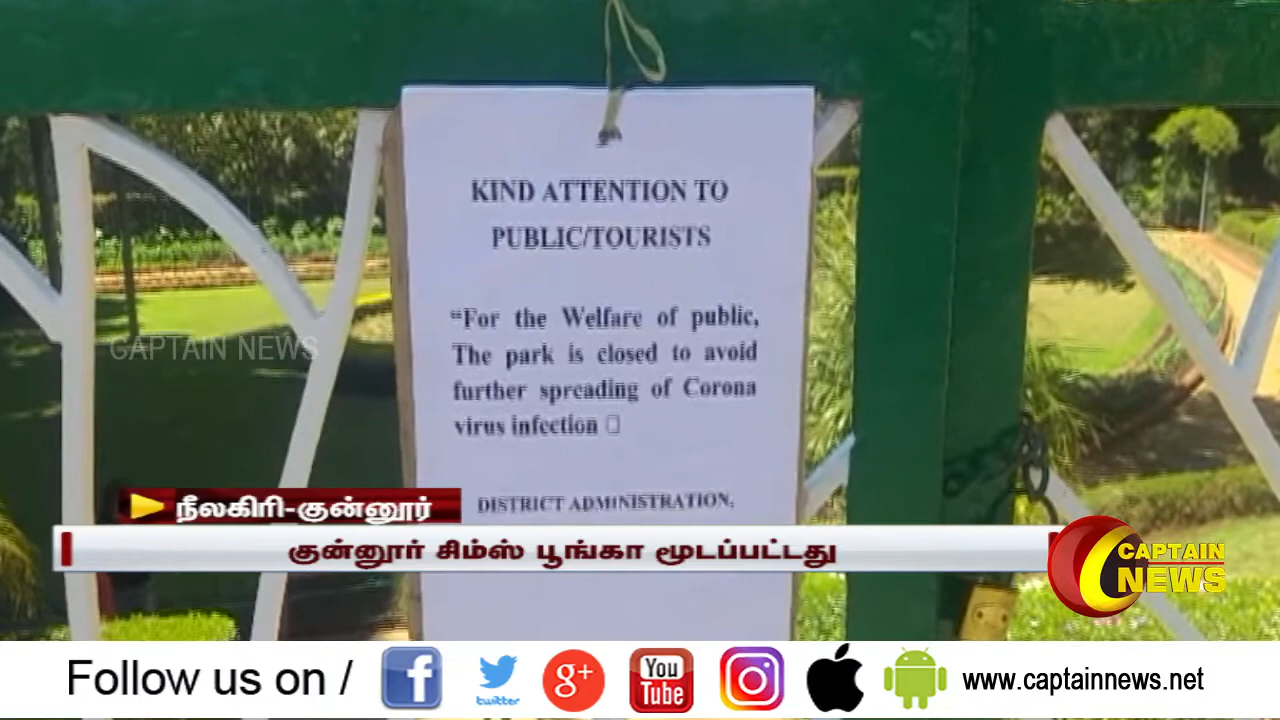 KIND ATTENTION TO
PUBLIC/TOURISTS
“For the Welfare of public,
The park is closed to avoid
further spreading of Corona
virus infection
DISTRICT ADMINISTRATION.
CAPTAIN NEWS
நீலகிரி-குன்னூர்
குன்னூர் சிம்ஸ் பூங்கா மூடப்பட்டது
CAPTAIN
NEWS
Follow us on /
f
twitter
g+
You
Tube
www.captainnews.net